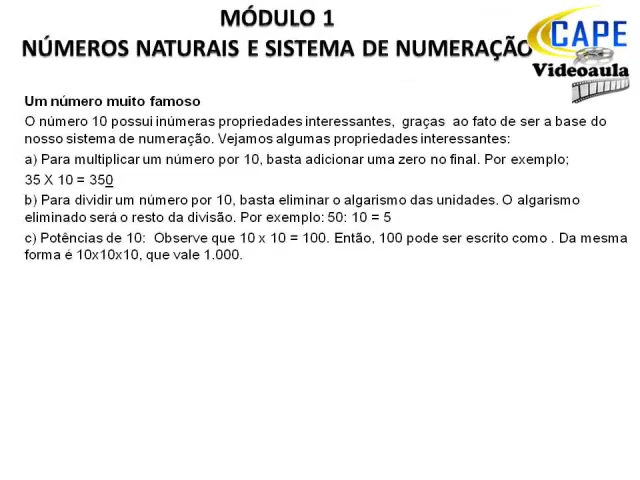 MÓDULO 1
NÚMEROS NATURAIS E SISTEMA DE NUMERAÇÃO
CAPE
Videoaula
Um número muito famoso
O número 10 possui inúmeras propriedades interessantes, graças ao fato de ser a base do
nosso sistema de numeração. Vejamos algumas propriedades interessantes:
a) Para multiplicar um número por 10, basta adicionar uma zero no final. Por exemplo;
35 X 10 = 350
b) Para dividir um número por 10, basta eliminar o algarismo das unidades. O algarismo
eliminado será o resto da divisão. Por exemplo: 50: 10 = 5
c) Potências de 10: Observe que 10 x 10 = 100. Então, 100 pode ser escrito como . Da mesma
forma é 10x10x10, que vale 1.000.